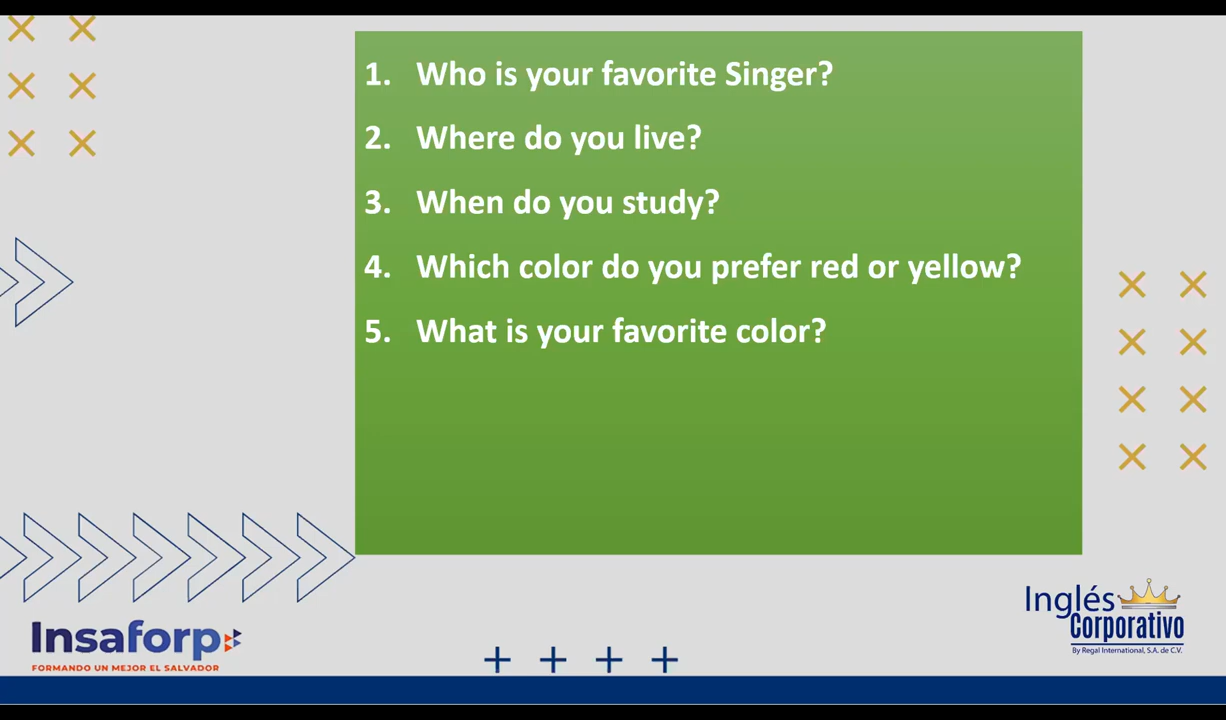 1. Who is your favorite Singer?
2. Where do you live?
3. When do you study?
4. Which color do you prefer red or yellow?
5. What is your favorite color?
Insaforp
FORMANDO UN MEJOR EL SALVADOR
Inglés
Corporativo
By Regal International, S.A. de C.V.